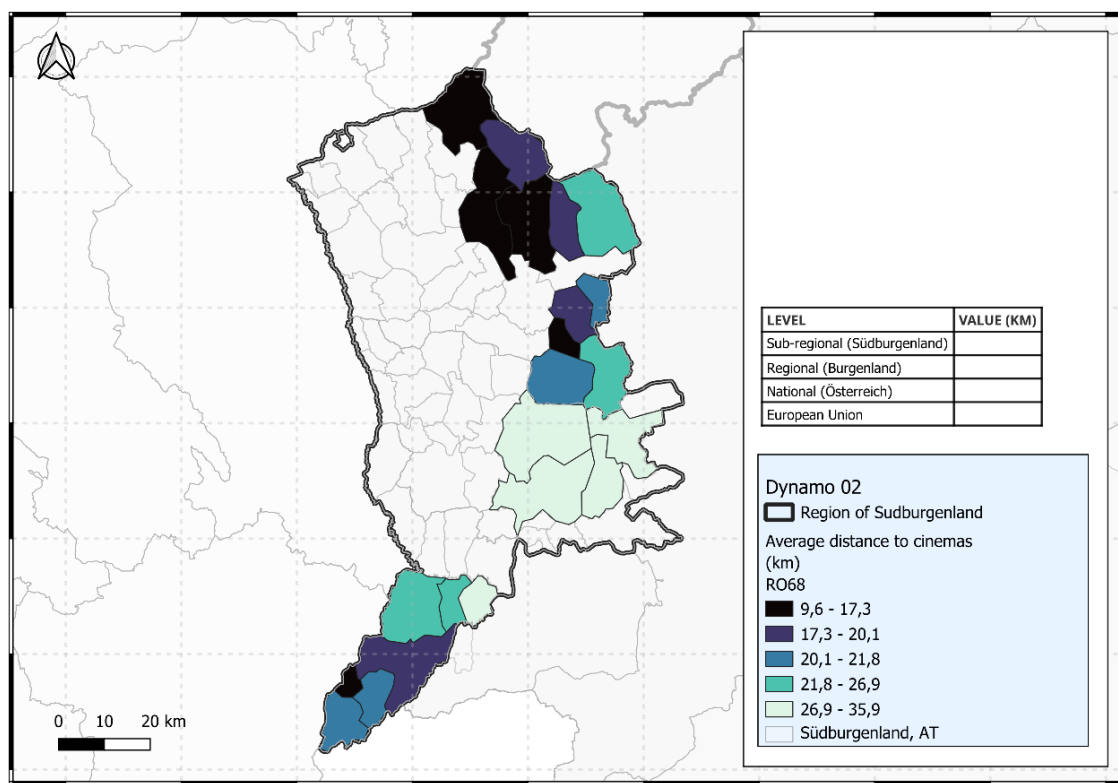 LEVEL VALUE (KM)
Sub-regional (Südburgenland)
Regional (Burgenland)
National (Österreich)
European Union
Dynamo 02
Region of Sudburgenland
Average distance to cinemas
(km)
RO68
9,6 - 17,3
17,3 - 20,1
20,1 - 21,8
21,8 - 26,9
26,9 - 35,9
Südburgenland, AT
0 10 20 km